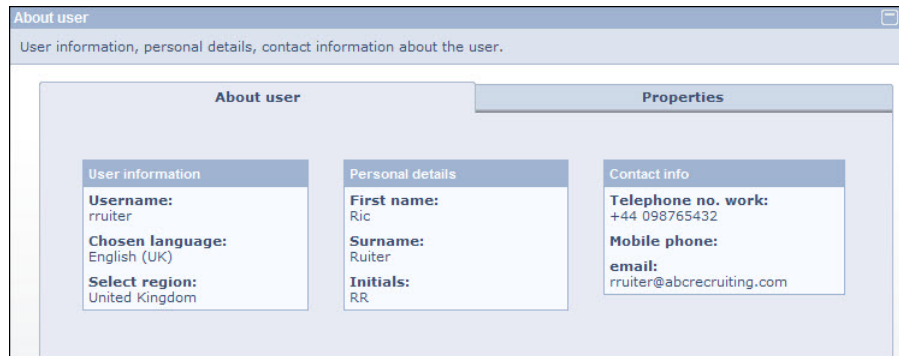 About user
User information, personal details, contact information about the user.
About user
Properties
User information
Username:
rruiter
Chosen language:
English (UK)
Select region:
United Kingdom
Personal details
First name:
Ric
Surname:
Ruiter
Initials:
RR
Contact info
Telephone no. work:
+44 098765432
Mobile phone:
email:
rruiter@abcrecruiting.com